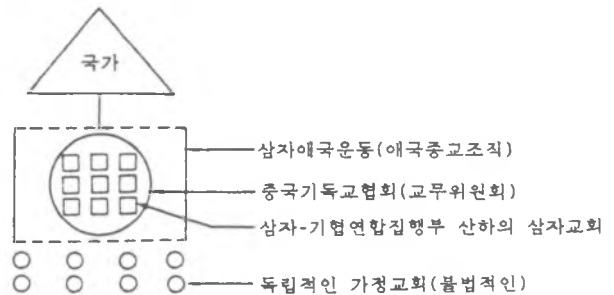 국가
삼자애국운동(애국종교조직)
중국기독교협회(교무위원회)
삼자-기협연합집행부 산하의 삼자교회
독립적인 가정교회(불법적인)